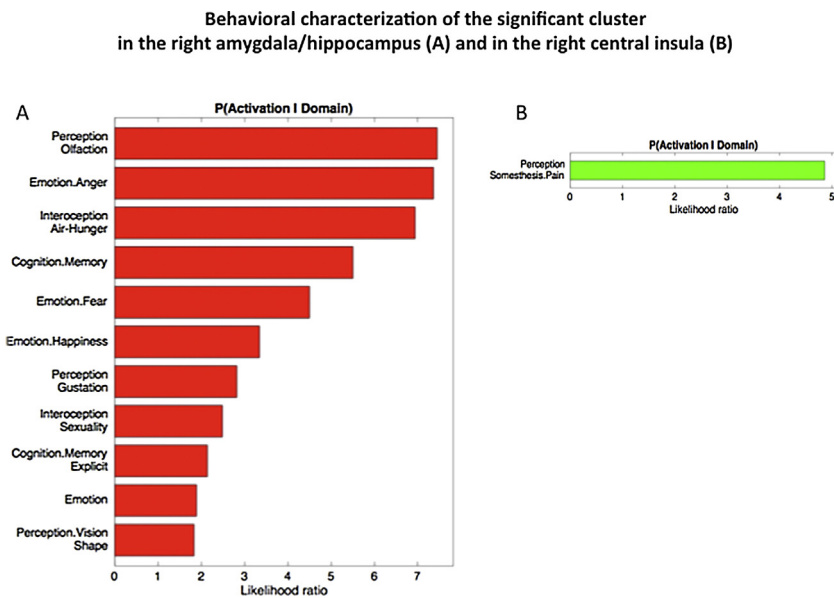 Behavioral characterization of the significant cluster
in the right amygdala/hippocampus (A) and in the right central insula (B)
A
P(Activation I Domain)
Perception
Olfaction
Emotion.Anger
Interoception
Air-Hunger
Cognition.Memory
Emotion.Fear
Emotion.Happiness
Perception
Gustation
Interoception
Sexuality
Cognition.Memory
Explicit
Emotion
Perception.Vision
Shape
0 1 2 3 4 5 6 7
Likelihood ratio
B
P(Activation I Domain)
Perception
Somesthesis.Pain
0 1 2 3 4 5
Likelihood ratio